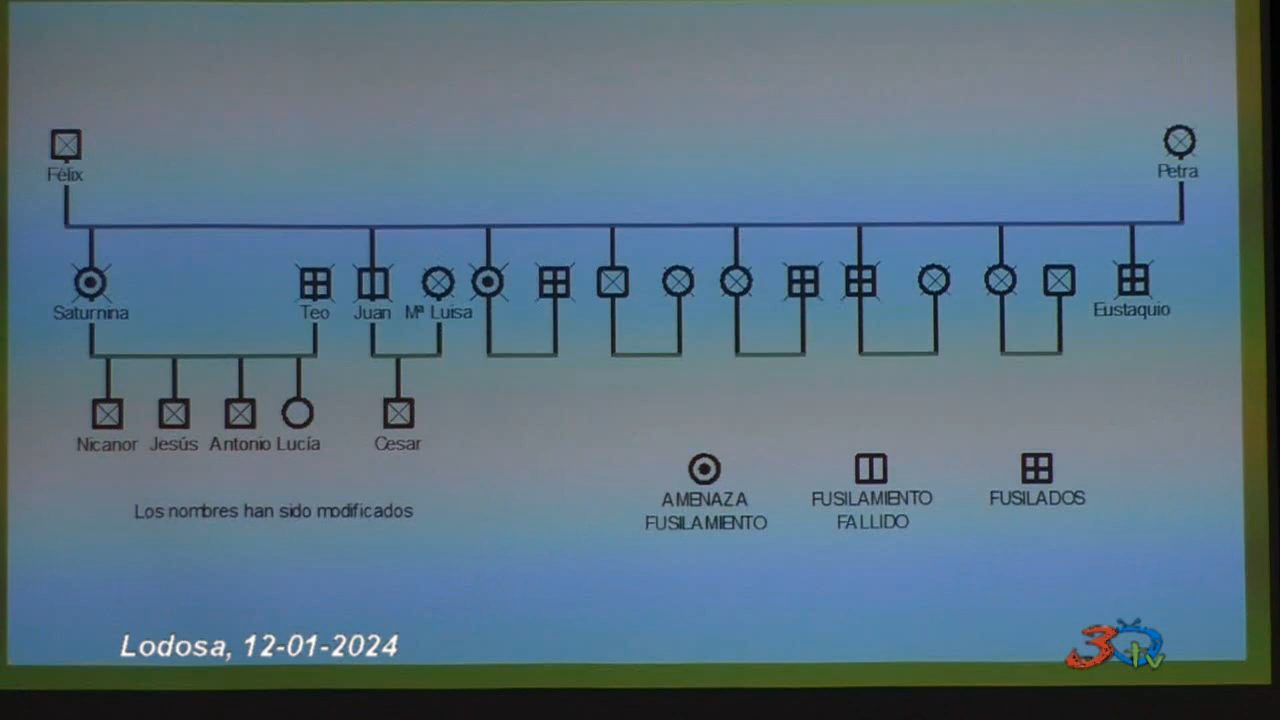 Félix
Petra
Saturnina
Teo
Juan
Mª Luisa
Eustaquio
Nicanor
Jesús
Antonio
Lucía
Cesar
AMENAZA
FUSILAMIENTO
FUSILAMIENTO
FALLIDO
FUSILADOS
Los nombres han sido modificados
Lodosa, 12-01-2024
3Qtv